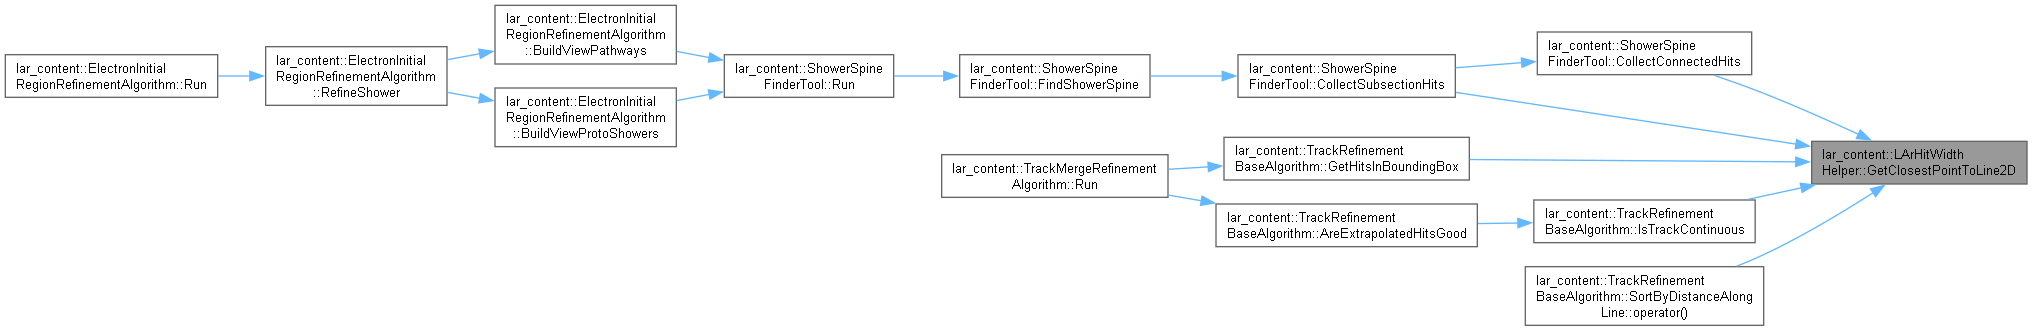 lar_content::ElectronInitial
RegionRefinementAlgorithm::Run
lar_content::ElectronInitial
RegionRefinementAlgorithm
::RefineShower
lar_content::ElectronInitial
RegionRefinementAlgorithm
::BuildViewPathways
lar_content::ElectronInitial
RegionRefinementAlgorithm
::BuildViewProtoShowers
lar_content::ShowerSpine
FinderTool::Run
lar_content::ShowerSpine
FinderTool::FindShowerSpine
lar_content::ShowerSpine
FinderTool::CollectSubsectionHits
lar_content::ShowerSpine
FinderTool::CollectConnectedHits
lar_content::TrackMergeRefinement
Algorithm::Run
lar_content::TrackRefinement
BaseAlgorithm::GetHitsInBoundingBox
lar_content::TrackRefinement
BaseAlgorithm::AreExtrapolatedHitsGood
lar_content::TrackRefinement
BaseAlgorithm::IsTrackContinuous
lar_content::TrackRefinement
BaseAlgorithm::SortByDistanceAlong
Line::operator()
lar_content::LArHitWidth
Helper::GetClosestPointToLine2D